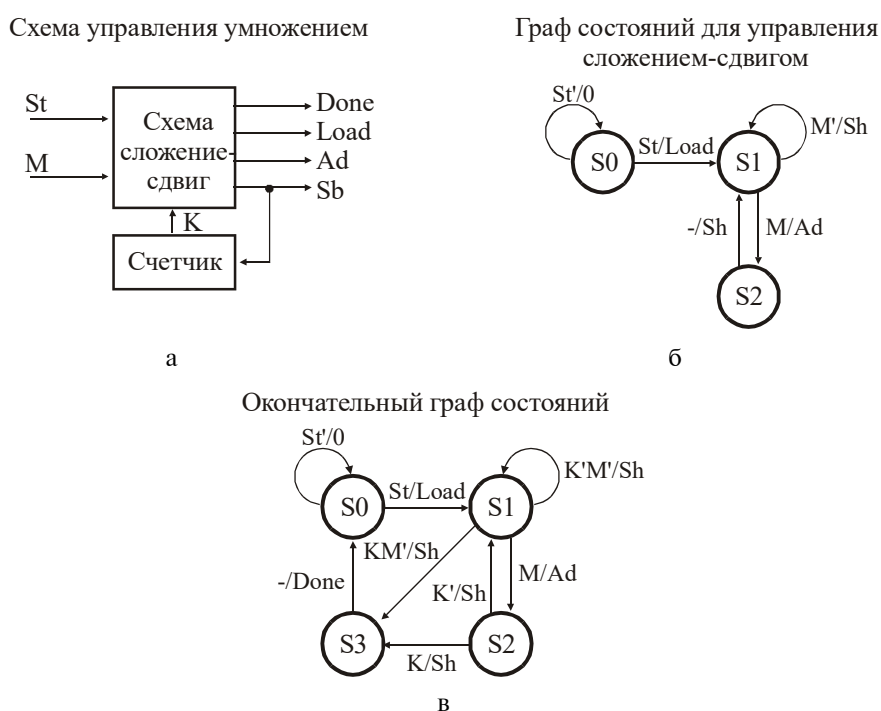 Схема управления умножением
St
M
Схема
сложение-
сдвиг
Done
Load
Ad
Sb
K
Счетчик
а
Граф состояний для управления
сложением-сдвигом
St'/0
S0
St/Load
S1
M'/Sh
-/Sh
M/Ad
S2
б
Окончательный граф состояний
St'/0
S0
St/Load
S1
K'M'/Sh
KM'/Sh
-/Done
K'/Sh
M/Ad
S3
K/Sh
S2
в